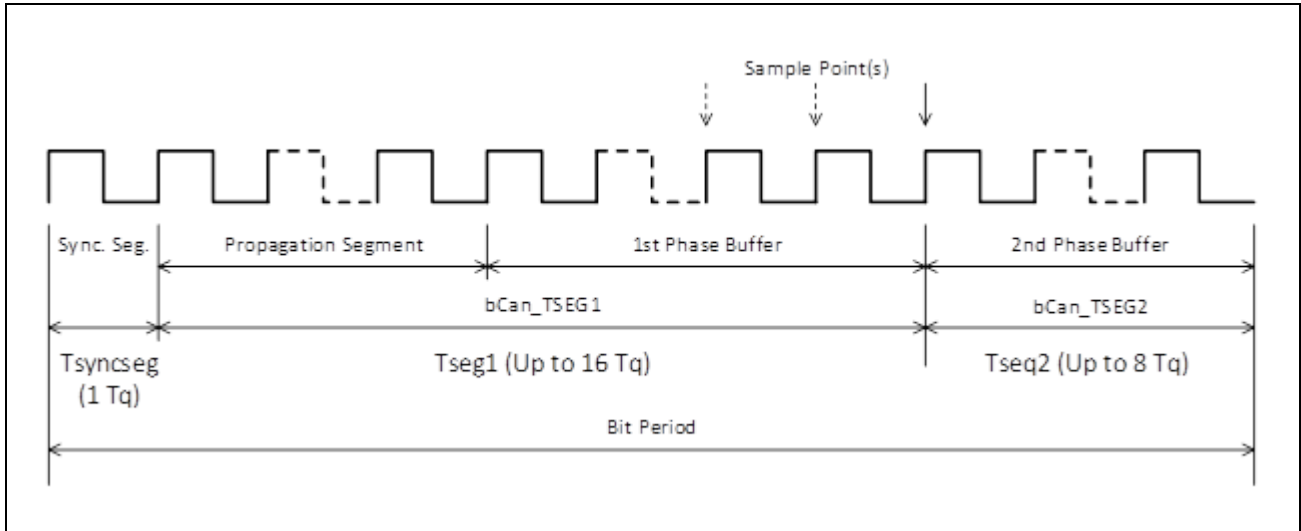 Sample Point(s)
Sync. Seg.
Propagation Segment
1st Phase Buffer
2nd Phase Buffer
bCan_TSEG1
bCan_TSEG2
Tsyncseg
(1 Tq)
Tseg1 (Up to 16 Tq)
Tseq2 (Up to 8 Tq)
Bit Period